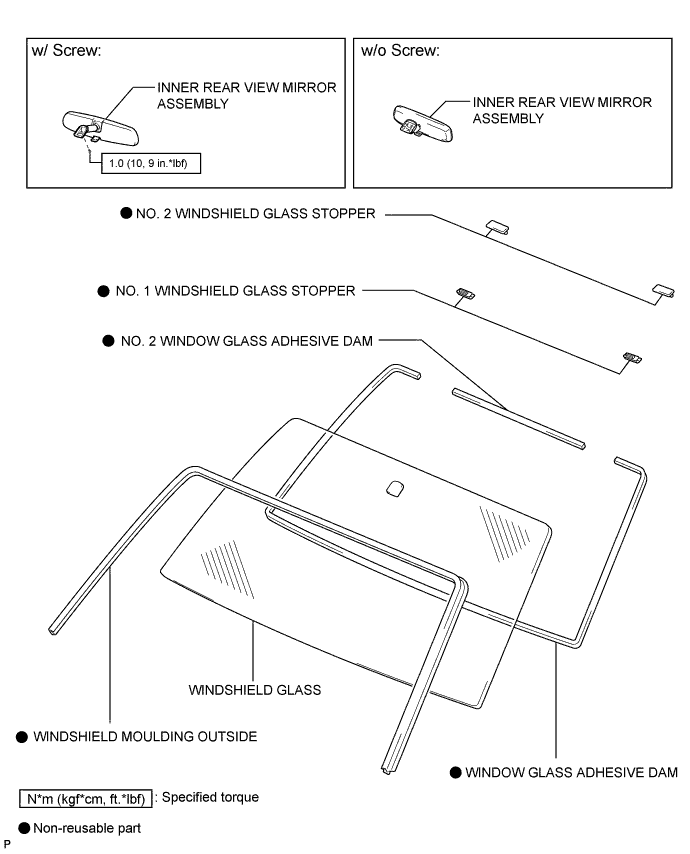 w/ Screw:
INNER REAR VIEW MIRROR
ASSEMBLY
1.0 (10, 9 in.*lbf)
w/o Screw:
INNER REAR VIEW MIRROR
ASSEMBLY
● NO. 2 WINDSHIELD GLASS STOPPER
● NO. 1 WINDSHIELD GLASS STOPPER
● NO. 2 WINDOW GLASS ADHESIVE DAM
WINDSHIELD GLASS
● WINDSHIELD MOULDING OUTSIDE
● WINDOW GLASS ADHESIVE DAM
N*m (kgf*cm, ft.*lbf) : Specified torque
● Non-reusable part
P